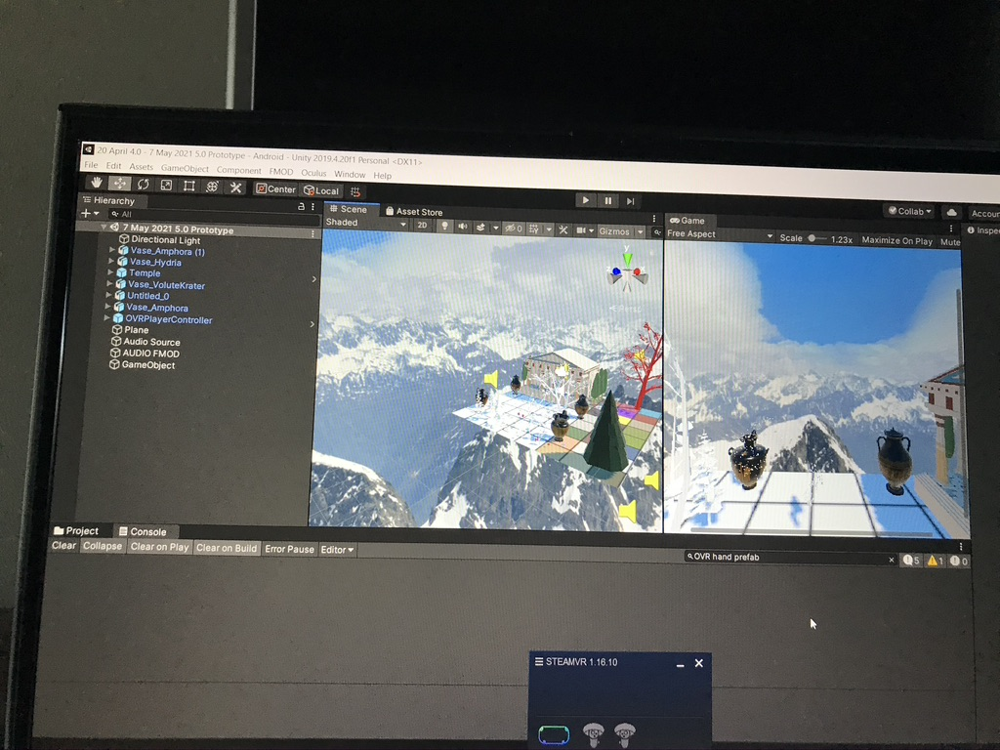 20 April 4.0 - 7 May 2021 5.0 Prototype - Android - Unity 2019.4.20f1 Personal <DX11>
File Edit Assets GameObject Component FMOD Oculus Window Help
Center Local Collab Accoun
Hierarchy
All
7 May 2021 5.0 Prototype
Directional Light
Vase_Amphora (1)
Vase_Hydria
Temple
Vase_VoluteKrater
Untitled_0
Vase_Amphora
OVRPlayerController
Plane
Audio Source
AUDIO FMOD
GameObject
Scene Asset Store
Shaded 2D 0 Gizmos
y
Persp
Game
Free Aspect Scale 1.23x Maximize On Play Mute
Inspe
Project Console
Clear Collapse Clear on Play Clear on Build Error Pause Editor
OVR hand prefab 5 1 0
STEAMVR 1.16.10